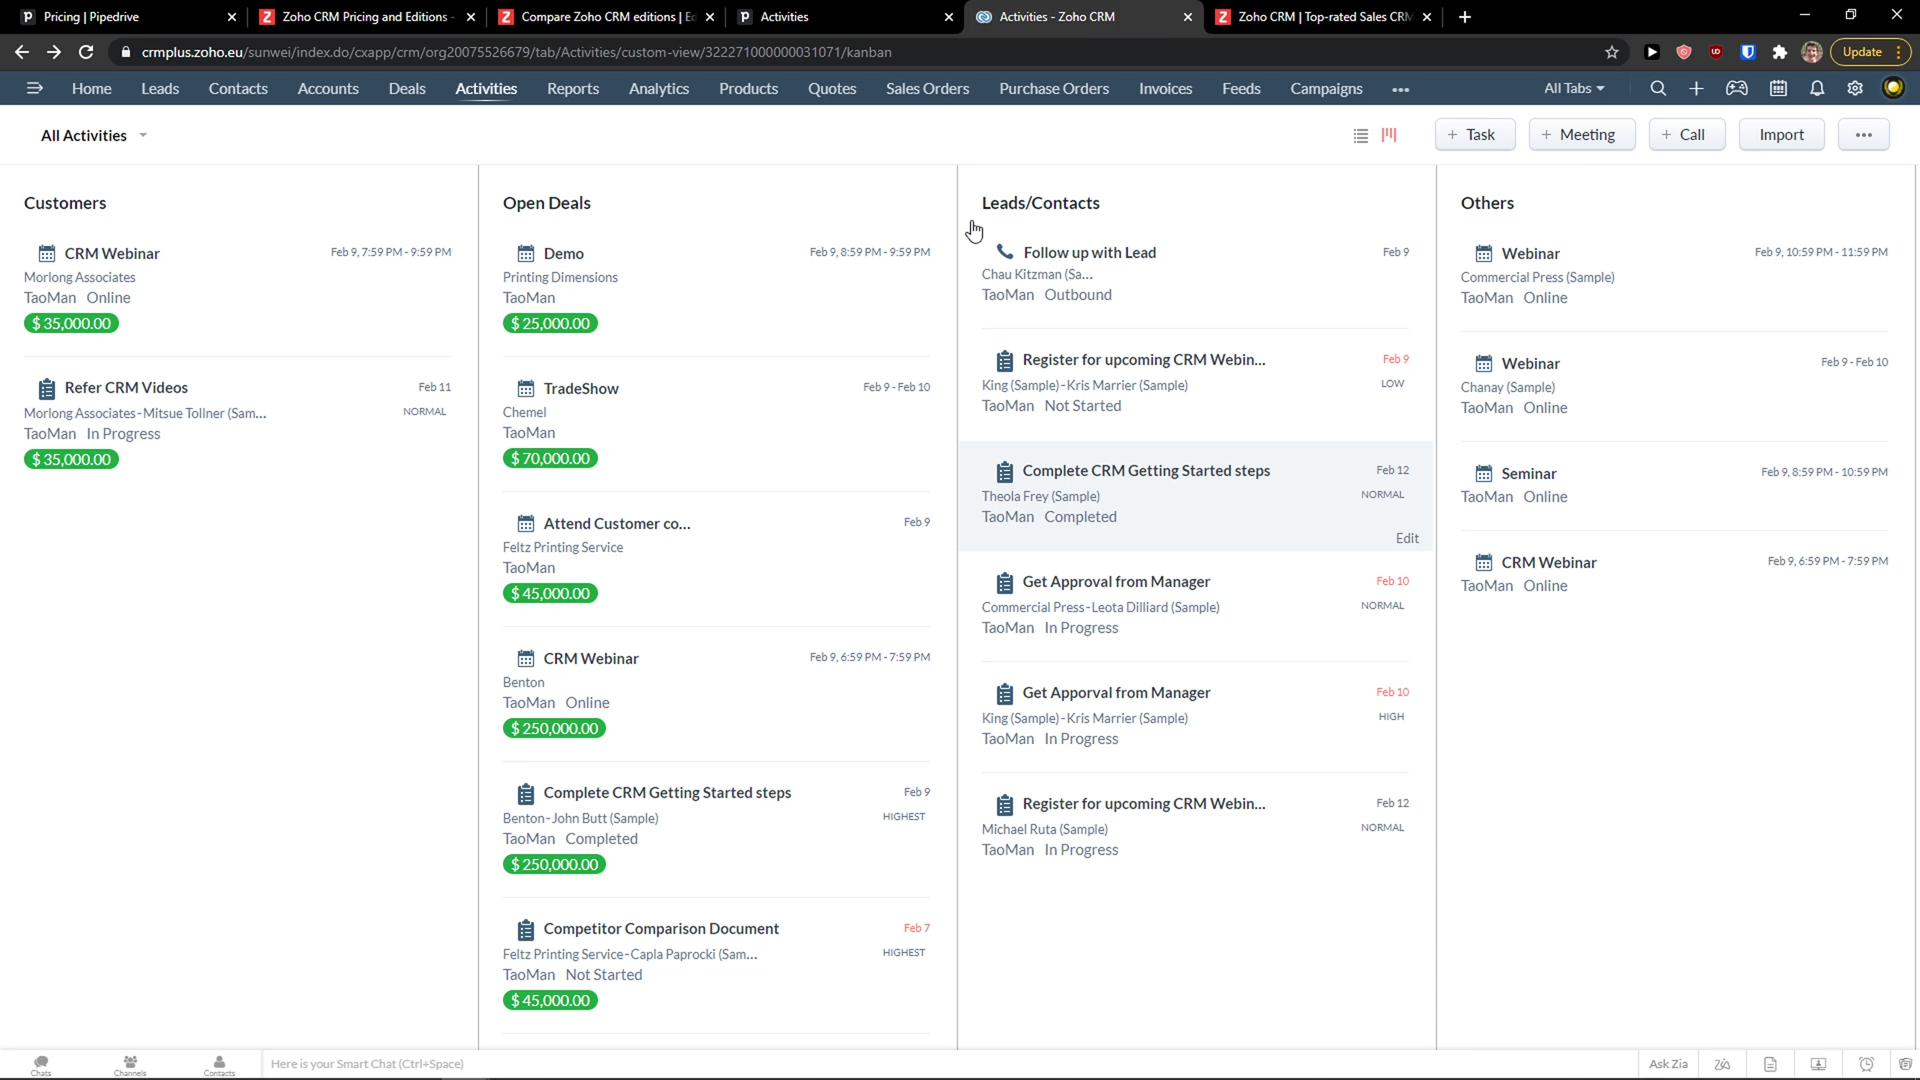 Pricing | Pipedrive
Zoho CRM Pricing and Editions -
Compare Zoho CRM editions | Ed
Activities
Activities - Zoho CRM
Zoho CRM | Top-rated Sales CRM
crmplus.zoho.eu/sunwei/index.do/cxapp/crm/org20075526679/tab/Activities/custom-view/322271000000031071/kanban
Update
Home Leads Contacts Accounts Deals Activities Reports Analytics Products Quotes Sales Orders Purchase Orders Invoices Feeds Campaigns
All Tabs
All Activities
+ Task
+ Meeting
+ Call
Import
Customers
CRM Webinar
Feb 9, 7:59 PM - 9:59 PM
Morlong Associates
TaoMan Online
$ 35,000.00
Refer CRM Videos
Feb 11
Morlong Associates-Mitsue Tollner (Sam...
NORMAL
TaoMan In Progress
$ 35,000.00
Open Deals
Demo
Feb 9, 8:59 PM - 9:59 PM
Printing Dimensions
TaoMan
$ 25,000.00
TradeShow
Feb 9 - Feb 10
Chemel
TaoMan
$ 70,000.00
Attend Customer co...
Feb 9
Feltz Printing Service
TaoMan
$ 45,000.00
CRM Webinar
Feb 9, 6:59 PM - 7:59 PM
Benton
TaoMan Online
$ 250,000.00
Complete CRM Getting Started steps
Feb 9
Benton-John Butt (Sample)
HIGHEST
TaoMan Completed
$ 250,000.00
Competitor Comparison Document
Feb 7
Feltz Printing Service-Capla Paprocki (Sam...
HIGHEST
TaoMan Not Started
$ 45,000.00
Leads/Contacts
Follow up with Lead
Feb 9
Chau Kitzman (Sa...
TaoMan Outbound
Register for upcoming CRM Webin...
Feb 9
King (Sample)-Kris Marrier (Sample)
LOW
TaoMan Not Started
Complete CRM Getting Started steps
Feb 12
Theola Frey (Sample)
NORMAL
TaoMan Completed
Edit
Get Approval from Manager
Feb 10
Commercial Press-Leota Dilliard (Sample)
NORMAL
TaoMan In Progress
Get Apporval from Manager
Feb 10
King (Sample)-Kris Marrier (Sample)
HIGH
TaoMan In Progress
Register for upcoming CRM Webin...
Feb 12
Michael Ruta (Sample)
NORMAL
TaoMan In Progress
Others
Webinar
Feb 9, 10:59 PM - 11:59 PM
Commercial Press (Sample)
TaoMan Online
Webinar
Feb 9 - Feb 10
Chanay (Sample)
TaoMan Online
Seminar
Feb 9, 8:59 PM - 10:59 PM
TaoMan Online
CRM Webinar
Feb 9, 6:59 PM - 7:59 PM
TaoMan Online
Chats
Channels
Contacts
Here is your Smart Chat (Ctrl+Space)
Ask Zia